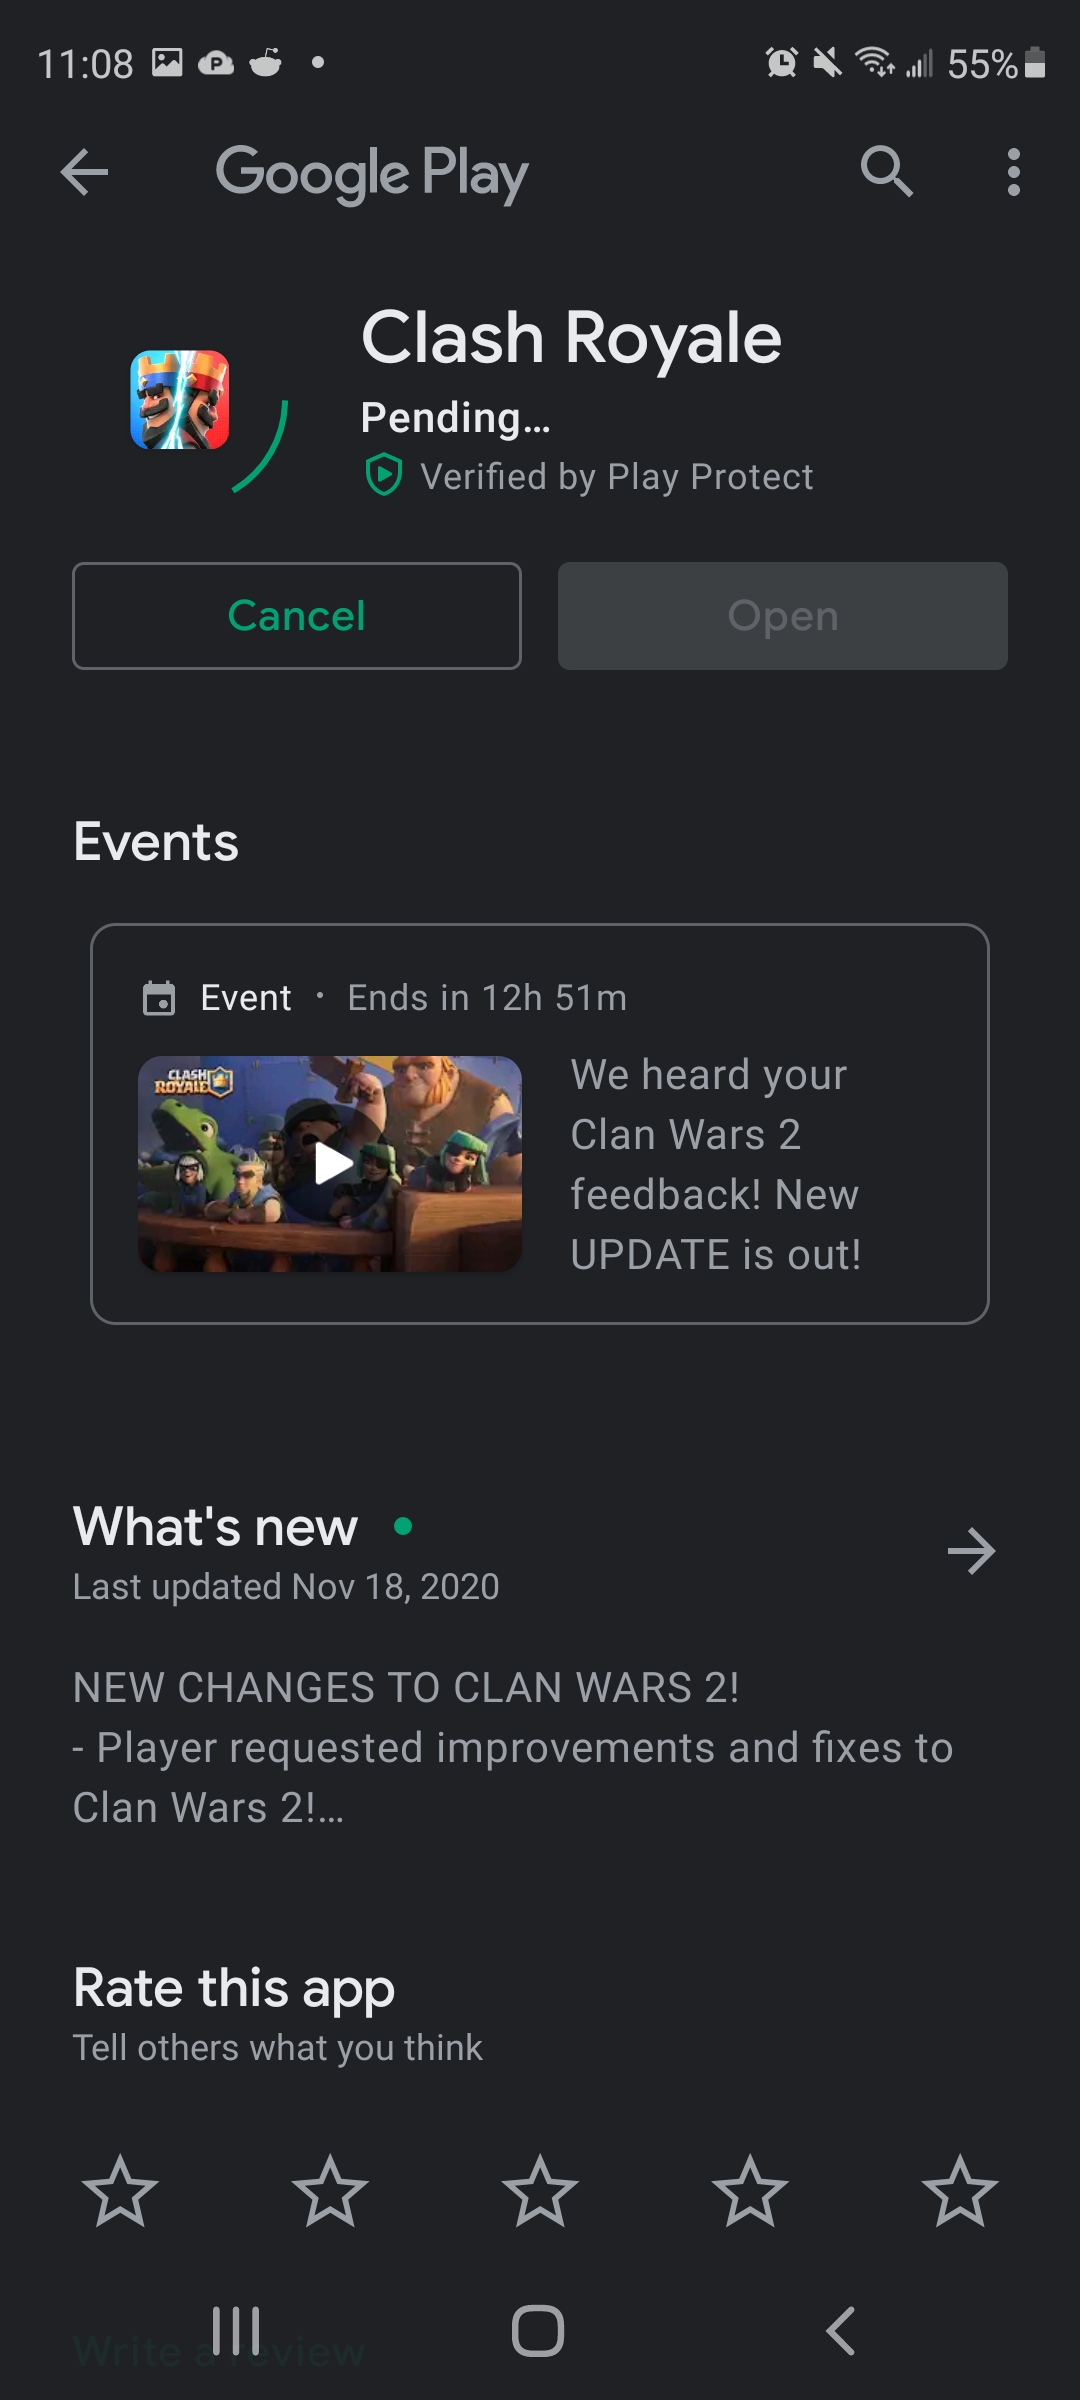 11:08
55%
Google Play
Clash Royale
Pending...
Verified by Play Protect
Cancel
Open
Events
Event • Ends in 12h 51m
CLASH
ROYALE
We heard your
Clan Wars 2
feedback! New
UPDATE is out!
What's new
Last updated Nov 18, 2020
NEW CHANGES TO CLAN WARS 2!
- Player requested improvements and fixes to
Clan Wars 2!...
Rate this app
Tell others what you think
Write a review